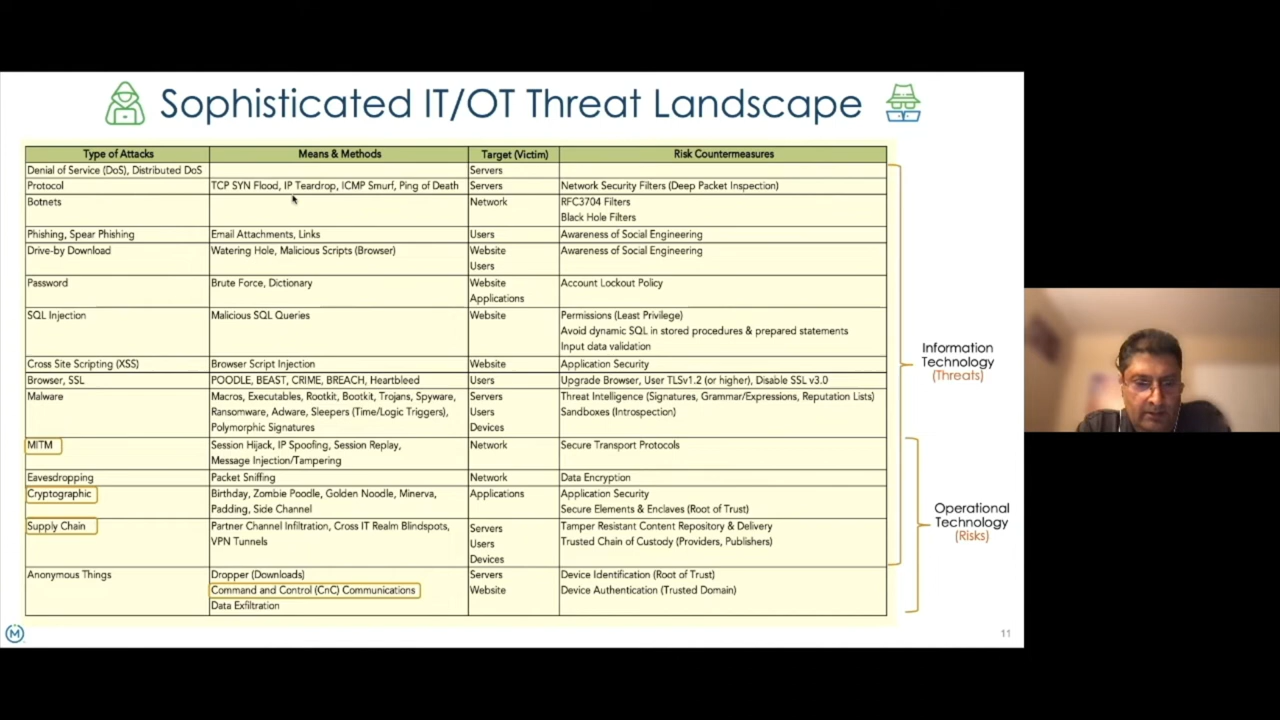 Sophisticated IT/OT Threat Landscape
Type of Attacks Means & Methods Target (Victim) Risk Countermeasures
Denial of Service (DoS), Distributed DoS Servers
Protocol TCP SYN Flood, IP Teardrop, ICMP Smurf, Ping of Death Servers Network Security Filters (Deep Packet Inspection)
Botnets Network RFC3704 Filters
Black Hole Filters
Phishing, Spear Phishing Email Attachments, Links Users Awareness of Social Engineering
Drive-by Download Watering Hole, Malicious Scripts (Browser) Website Awareness of Social Engineering
Users
Password Brute Force, Dictionary Website Account Lockout Policy
Applications
SQL Injection Malicious SQL Queries Website Permissions (Least Privilege)
Avoid dynamic SQL in stored procedures & prepared statements
Input data validation
Cross Site Scripting (XSS) Browser Script Injection Website Application Security
Browser, SSL POODLE, BEAST, CRIME, BREACH, Heartbleed Users Upgrade Browser, User TLSv1.2 (or higher), Disable SSL v3.0
Malware Macros, Executables, Rootkit, Bootkit, Trojans, Spyware, Servers Threat Intelligence (Signatures, Grammar/Expressions, Reputation Lists)
Ransomware, Adware, Sleepers (Time/Logic Triggers), Users Sandboxes (Introspection)
Polymorphic Signatures Devices
MITM Session Hijack, IP Spoofing, Session Replay, Network Secure Transport Protocols
Message Injection/Tampering
Eavesdropping Packet Sniffing Network Data Encryption
Cryptographic Birthday, Zombie Poodle, Golden Noodle, Minerva, Applications Application Security
Padding, Side Channel Secure Elements & Enclaves (Root of Trust)
Supply Chain Partner Channel Infiltration, Cross IT Realm Blindspots, Servers Tamper Resistant Content Repository & Delivery
VPN Tunnels Users Trusted Chain of Custody (Providers, Publishers)
Devices
Anonymous Things Dropper (Downloads) Servers Device Identification (Root of Trust)
Command and Control (CnC) Communications Website Device Authentication (Trusted Domain)
Data Exfiltration
Information
Technology
(Threats)
Operational
Technology
(Risks)
M
11